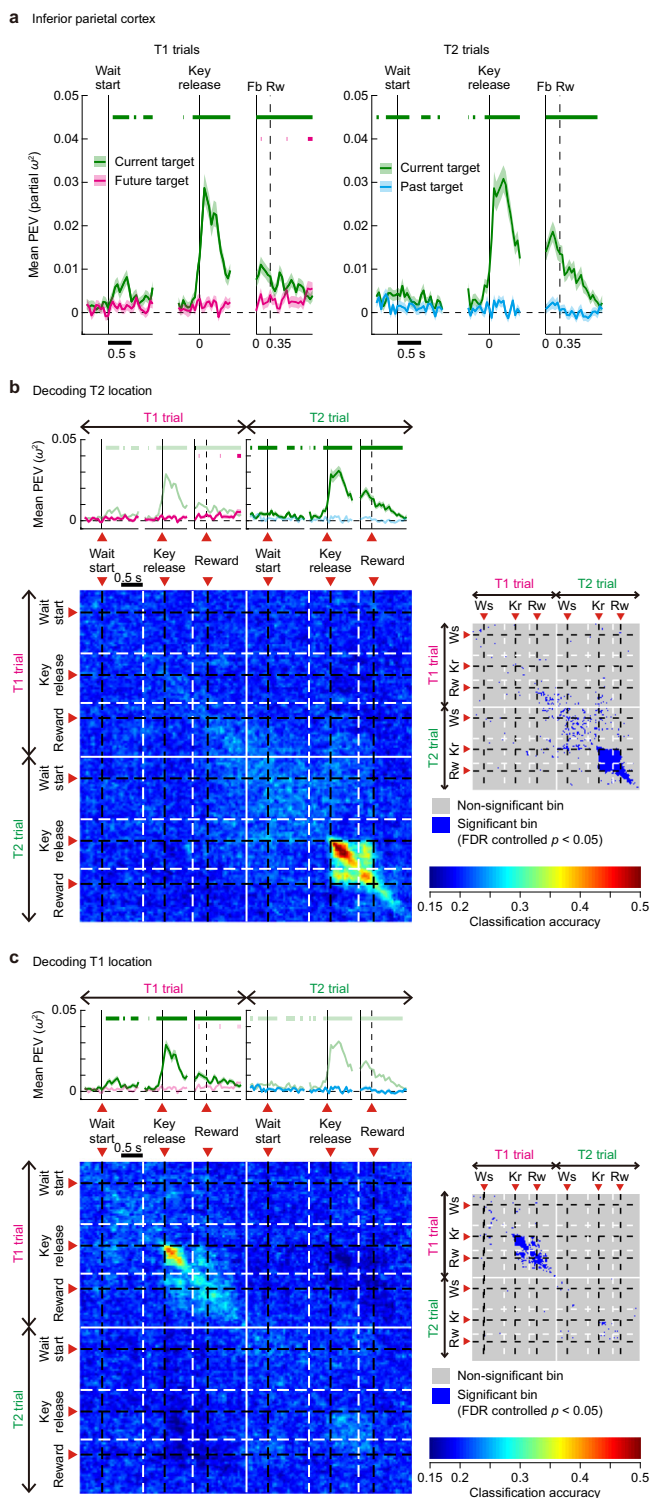 a Inferior parietal cortex
T1 trials
T2 trials
Wait start
Key release
Fb Rw
Wait start
Key release
Fb Rw
0.05
0.04
0.03
0.02
0.01
0
Mean PEV (partial ω²)
Current target
Future target
0.5 s
0
0 0.35
0.05
0.04
0.03
0.02
0.01
0
Current target
Past target
0.5 s
0
0 0.35
b Decoding T2 location
T1 trial
T2 trial
0.05
0
Mean PEV (ω²)
Wait start
Key release
Reward
Wait start
Key release
Reward
0.5 s
T1 trial
Wait start
Key release
Reward
T2 trial
Wait start
Key release
Reward
T1 trial
T2 trial
Ws Kr Rw Ws Kr Rw
T1 trial
Ws
Kr
Rw
T2 trial
Ws
Kr
Rw
Non-significant bin
Significant bin
(FDR controlled p < 0.05)
0.15 0.2 0.3 0.4 0.5
Classification accuracy
c Decoding T1 location
T1 trial
T2 trial
0.05
0
Mean PEV (ω²)
Wait start
Key release
Reward
Wait start
Key release
Reward
0.5 s
T1 trial
Wait start
Key release
Reward
T2 trial
Wait start
Key release
Reward
T1 trial
T2 trial
Ws Kr Rw Ws Kr Rw
T1 trial
Ws
Kr
Rw
T2 trial
Ws
Kr
Rw
Non-significant bin
Significant bin
(FDR controlled p < 0.05)
0.15 0.2 0.3 0.4 0.5
Classification accuracy